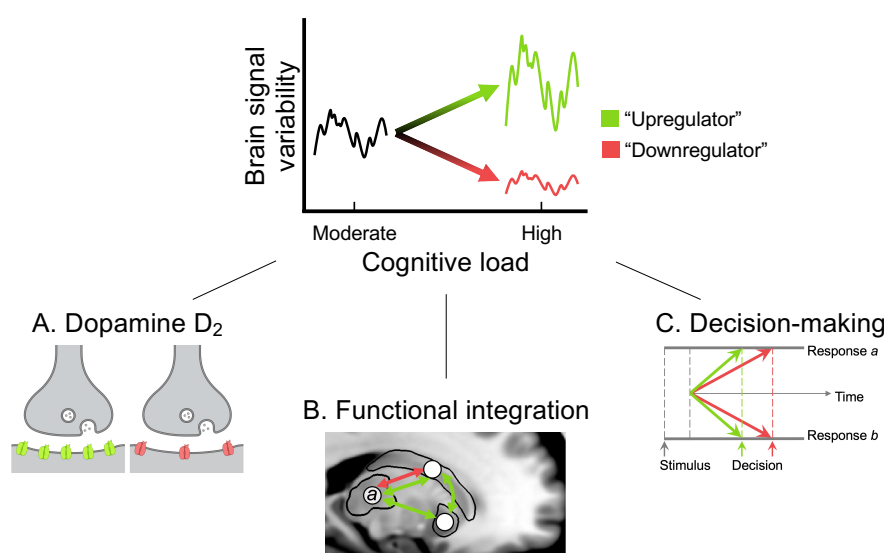 Brain signal
variability
"Upregulator"
"Downregulator"
Moderate
High
Cognitive load
A. Dopamine D₂
C. Decision-making
Response a
Time
Response b
Stimulus
Decision
B. Functional integration
a